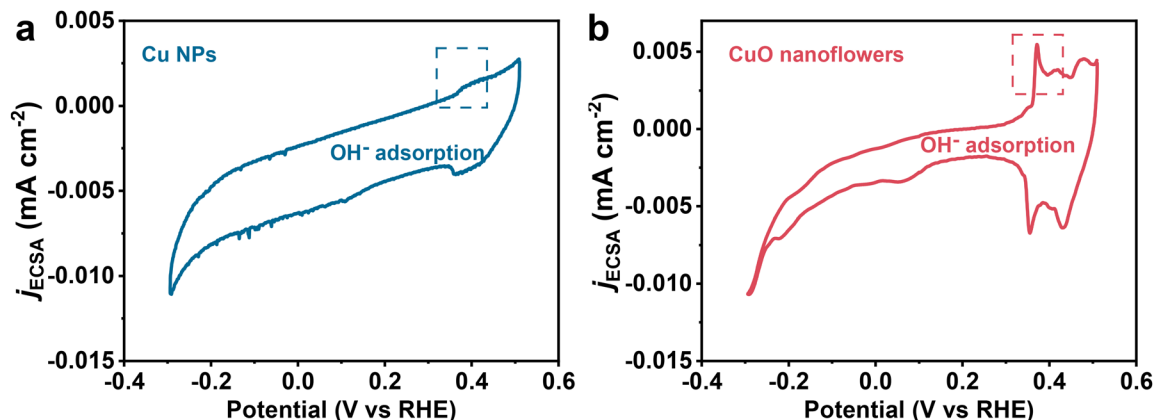 a
Cu NPs
OH⁻ adsorption
0.005
0.000
-0.005
-0.010
-0.015
jECSA (mA cm⁻²)
-0.4
-0.2
0.0
0.2
0.4
0.6
Potential (V vs RHE)
b
CuO nanoflowers
OH⁻ adsorption
0.005
0.000
-0.005
-0.010
-0.015
jECSA (mA cm⁻²)
-0.4
-0.2
0.0
0.2
0.4
0.6
Potential (V vs RHE)